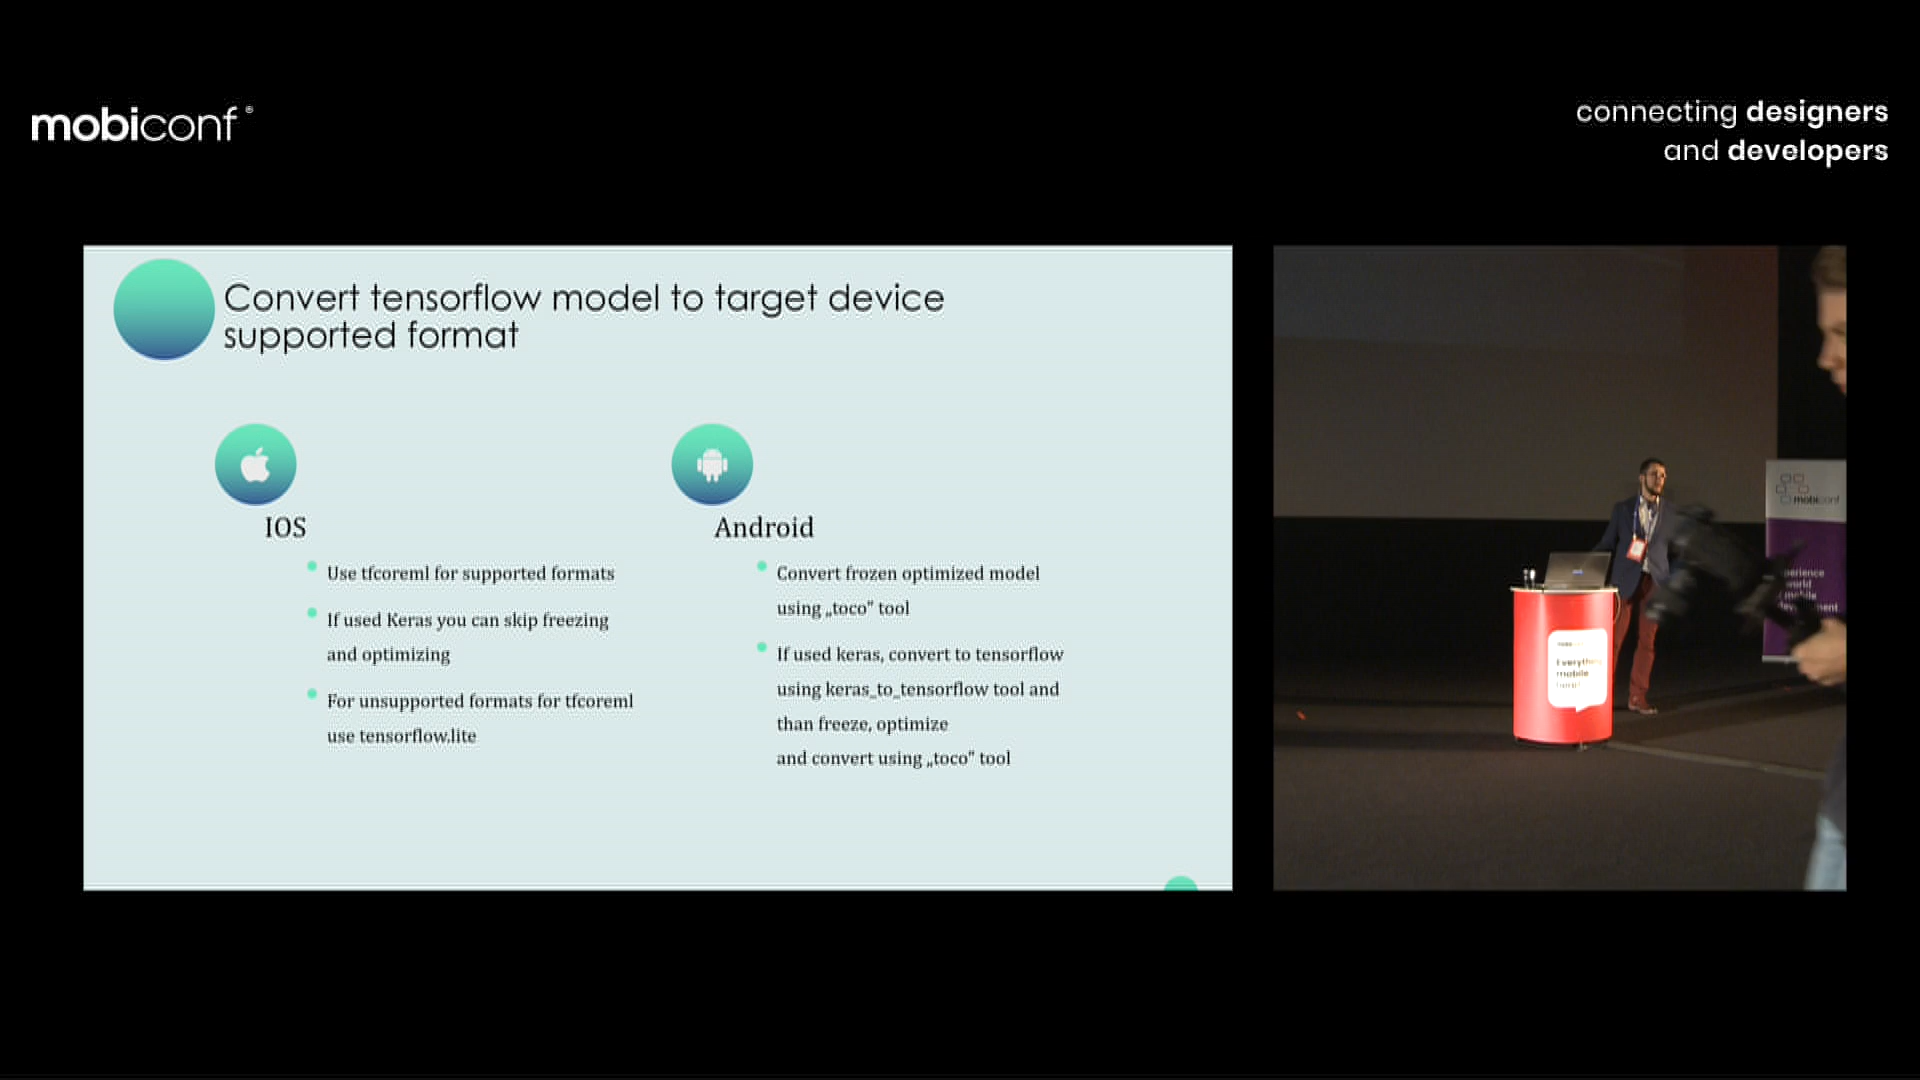 mobiconf®
connecting designers
and developers
Convert tensorflow model to target device
supported format
IOS
Use tfcoreml for supported formats
If used Keras you can skip freezing
and optimizing
For unsupported formats for tfcoreml
use tensorflow.lite
Android
Convert frozen optimized model
using „toco" tool
If used keras, convert to tensorflow
using keras_to_tensorflow tool and
than freeze, optimize
and convert using „toco" tool
mobiconf
mobile